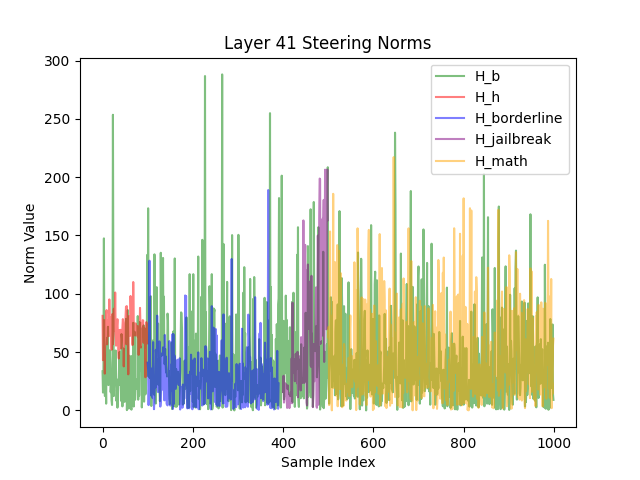 Layer 41 Steering Norms
300
250
200
150
100
50
0
Norm Value
H_b
H_h
H_borderline
H_jailbreak
H_math
0
200
400
600
800
1000
Sample Index